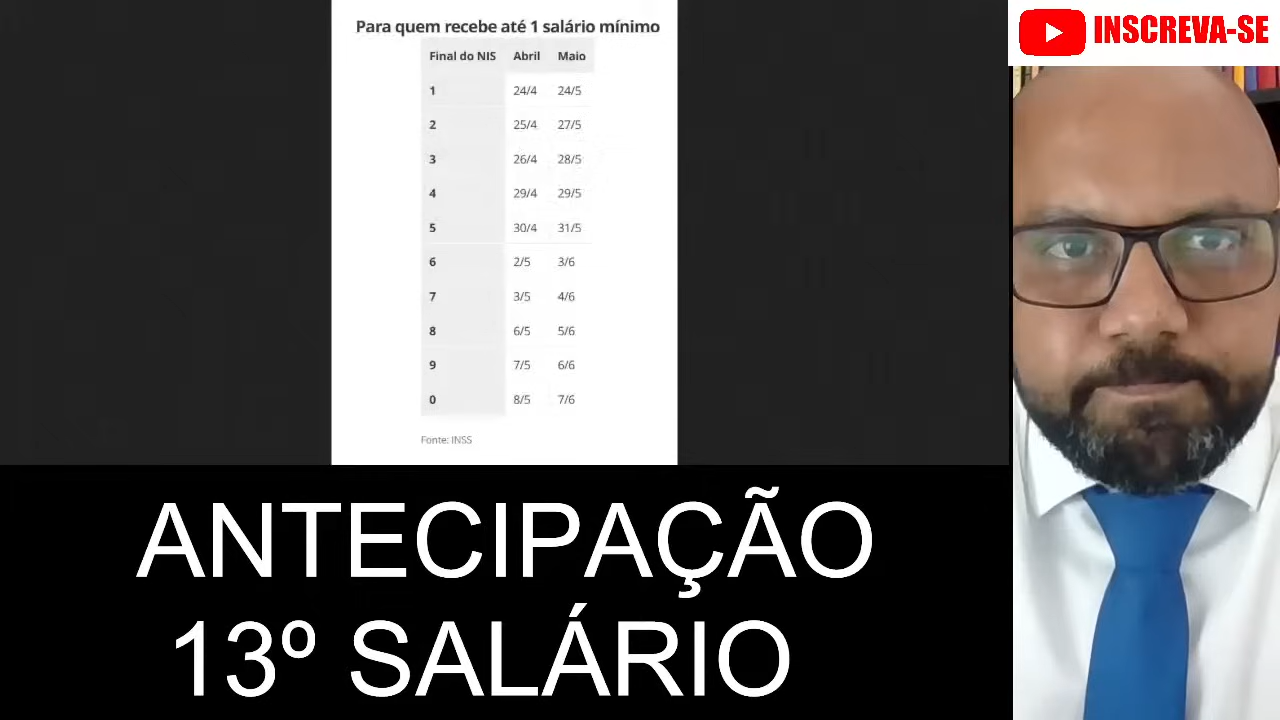 Para quem recebe até 1 salário mínimo
Final do NIS Abril Maio
1 24/4 24/5
2 25/4 27/5
3 26/4 28/5
4 29/4 29/5
5 30/4 31/5
6 2/5 3/6
7 3/5 4/6
8 6/5 5/6
9 7/5 6/6
0 8/5 7/6
Fonte: INSS
INSCREVA-SE
ANTECIPAÇÃO
13º SALÁRIO